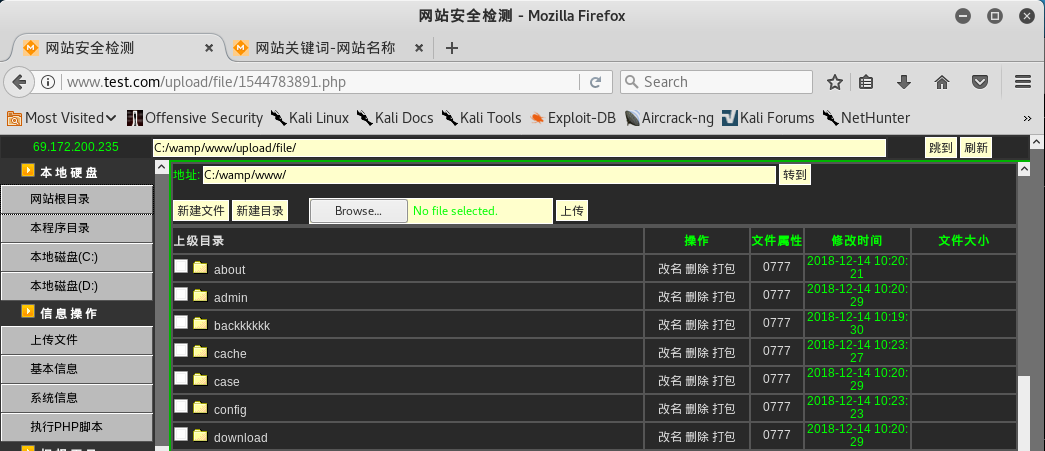 网站安全检测 - Mozilla Firefox
网站安全检测 × 网站关键词-网站名称 × +
www.test.com/upload/file/1544783891.php Search
Most Visited Offensive Security Kali Linux Kali Docs Kali Tools Exploit-DB Aircrack-ng Kali Forums NetHunter »
69.172.200.235 C:/wamp/www/upload/file/ 跳到 刷新
本地硬盘
网站根目录
本程序目录
本地磁盘(C:)
本地磁盘(D:)
信息操作
上传文件
基本信息
系统信息
执行PHP脚本
地址: C:/wamp/www/ 转到
新建文件 新建目录 Browse... No file selected. 上传
上级目录 操作 文件属性 修改时间 文件大小
about 改名 删除 打包 0777 2018-12-14 10:20:
21
admin 改名 删除 打包 0777 2018-12-14 10:20:
29
backkkkkk 改名 删除 打包 0777 2018-12-14 10:19:
30
cache 改名 删除 打包 0777 2018-12-14 10:23:
27
case 改名 删除 打包 0777 2018-12-14 10:20:
29
config 改名 删除 打包 0777 2018-12-14 10:23:
23
download 改名 删除 打包 0777 2018-12-14 10:20:
29